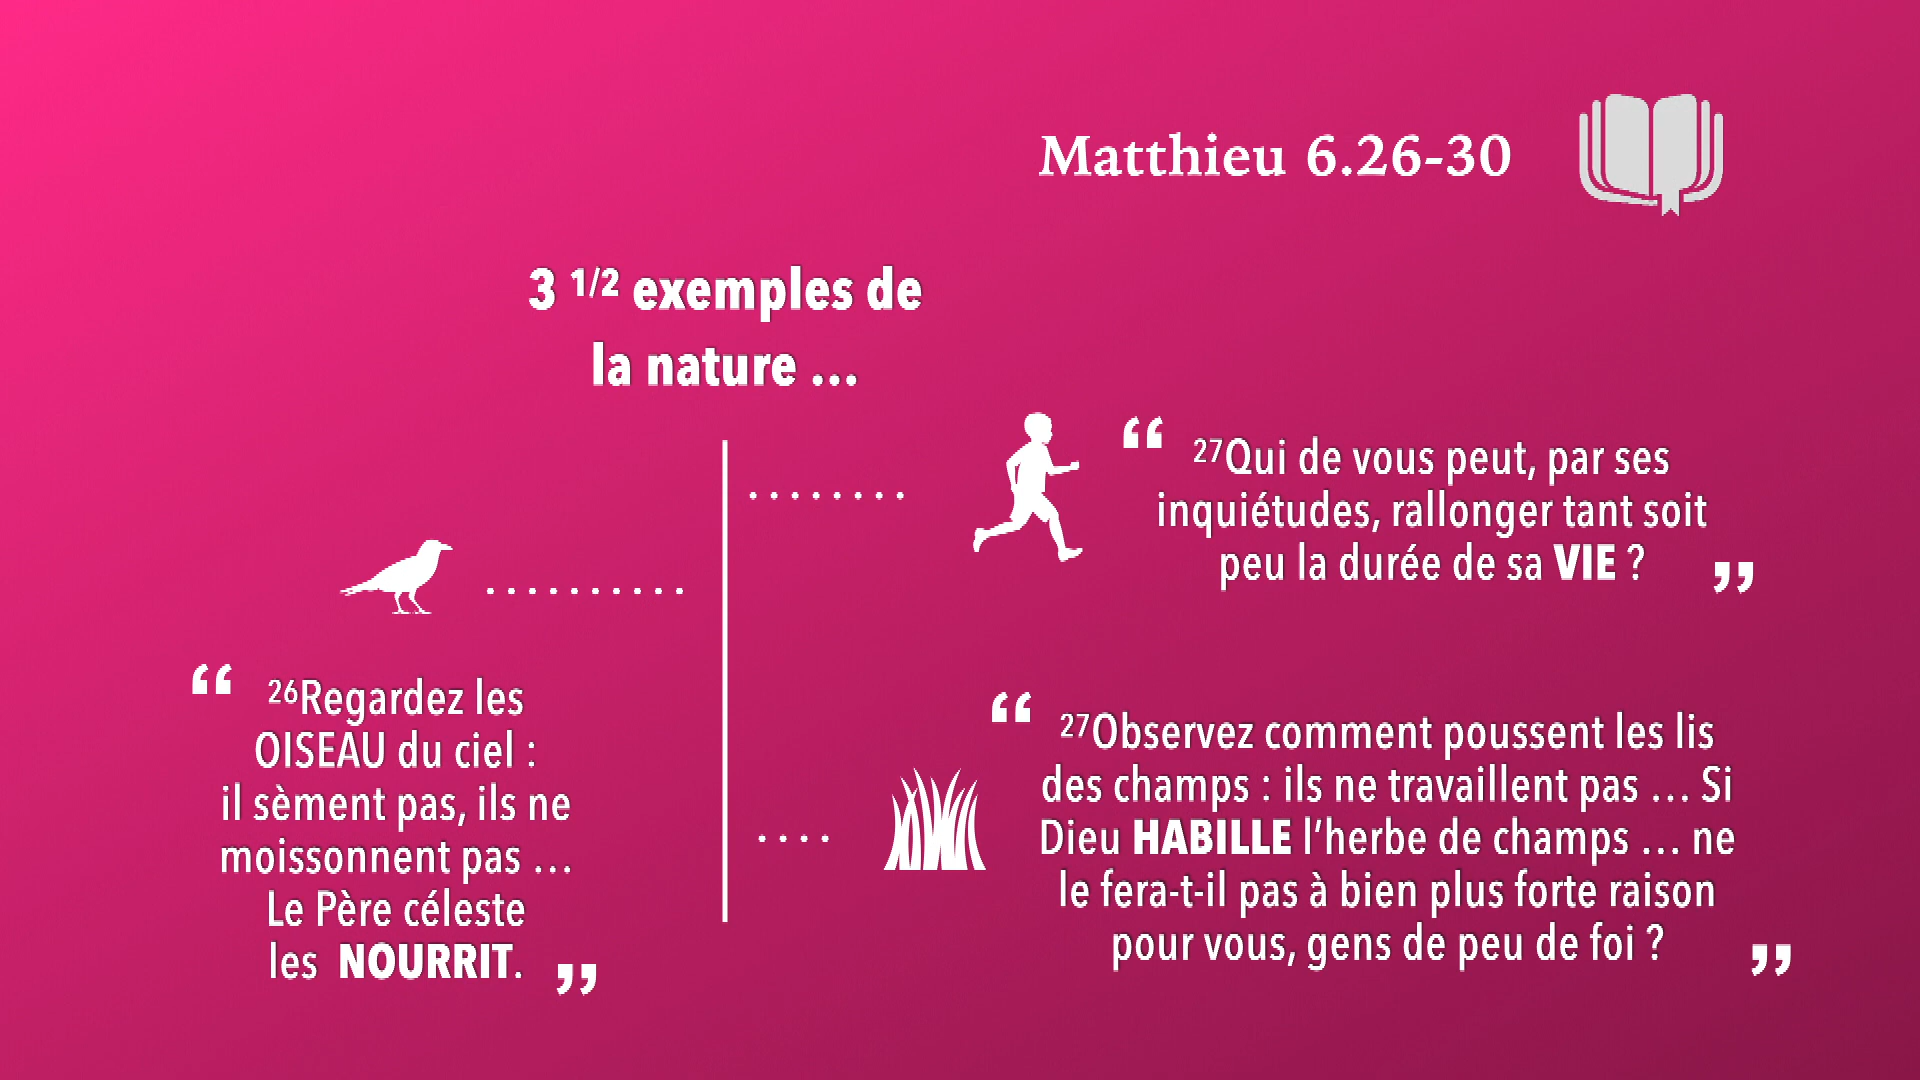 Matthieu 6.26-30
3 1/2 exemples de
la nature …
“ 27Qui de vous peut, par ses
inquiétudes, rallonger tant soit
peu la durée de sa VIE ? ”
“ 26Regardez les
OISEAU du ciel :
il sèment pas, ils ne
moissonnent pas …
Le Père céleste
les NOURRIT. ”
“ 27Observez comment poussent les lis
des champs : ils ne travaillent pas … Si
Dieu HABILLE l’herbe de champs … ne
le fera-t-il pas à bien plus forte raison
pour vous, gens de peu de foi ? ”